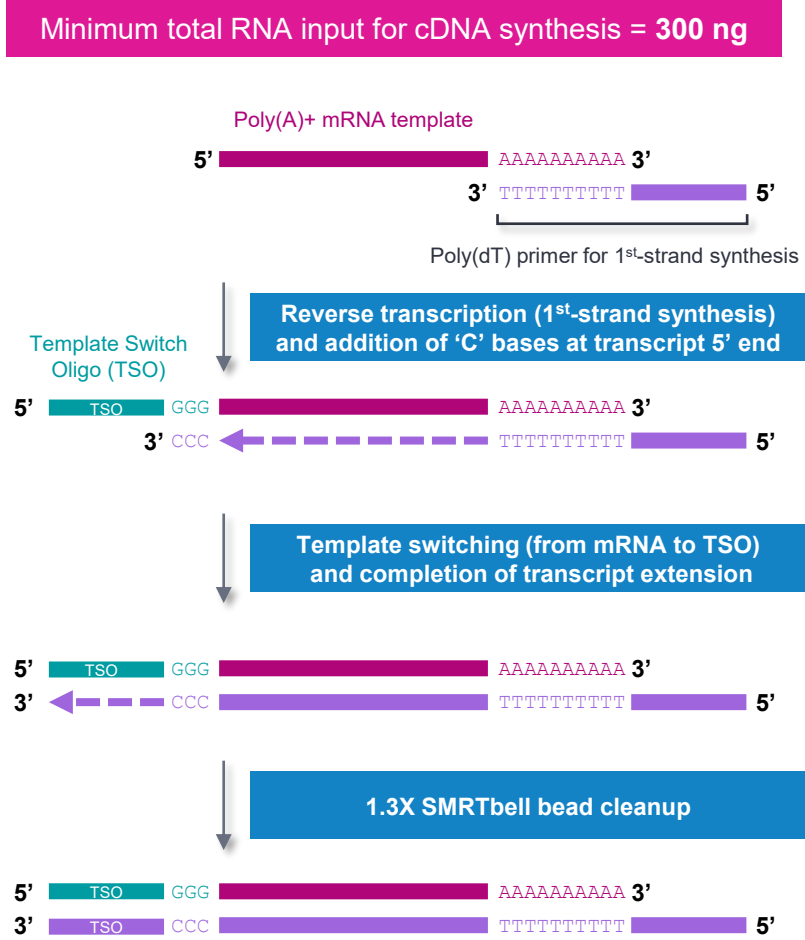 Minimum total RNA input for cDNA synthesis = 300 ng
Poly(A)+ mRNA template
5’ AAAAAAAAAA 3’
3’ TTTTTTTTTT 5’
Poly(dT) primer for 1st-strand synthesis
Reverse transcription (1st-strand synthesis)
and addition of ‘C’ bases at transcript 5’ end
Template Switch
Oligo (TSO)
5’ TSO GGG AAAAAAAAAA 3’
3’ CCC TTTTTTTTTT 5’
Template switching (from mRNA to TSO)
and completion of transcript extension
5’ TSO GGG AAAAAAAAAA 3’
3’ CCC TTTTTTTTTT 5’
1.3X SMRTbell bead cleanup
5’ TSO GGG AAAAAAAAAA 3’
3’ TSO CCC TTTTTTTTTT 5’